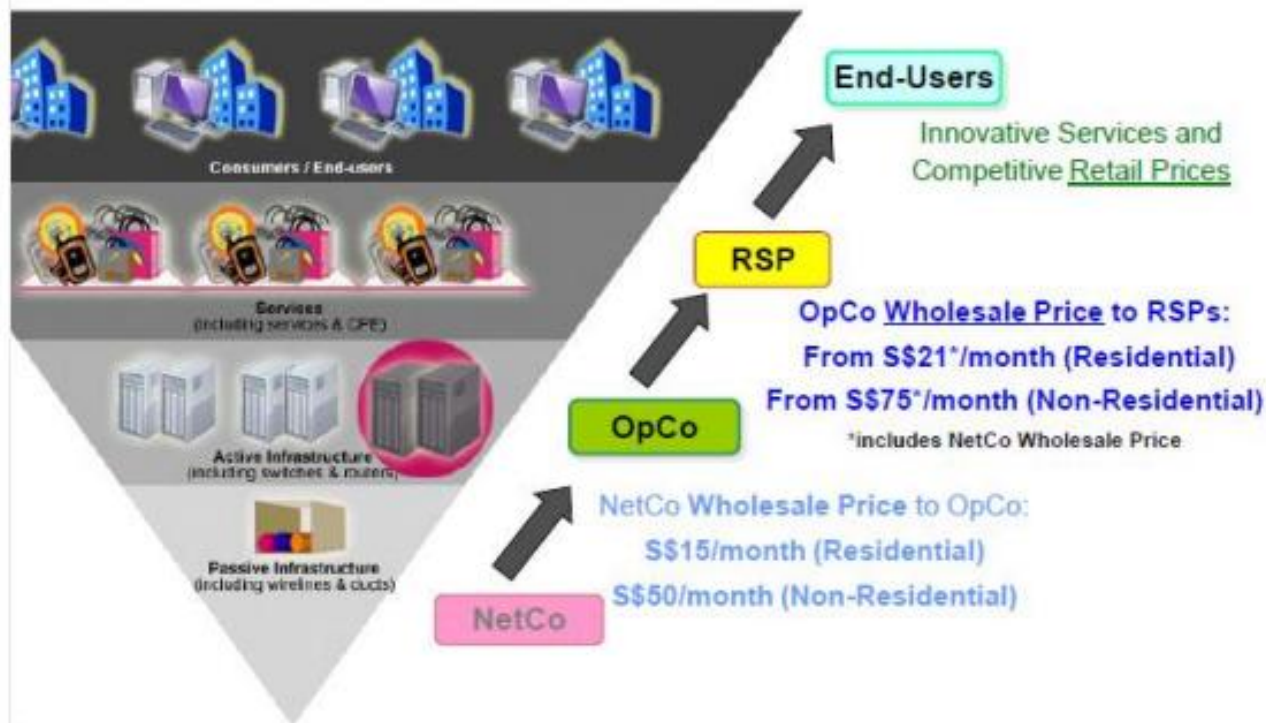 Consumers / End-users
Services
(including services & CPE)
Active Infrastructure
(including switches & routers)
Passive Infrastructure
(including wirelines & ducts)
End-Users
Innovative Services and
Competitive Retail Prices
RSP
OpCo Wholesale Price to RSPs:
From S$21*/month (Residential)
From S$75*/month (Non-Residential)
*includes NetCo Wholesale Price
OpCo
NetCo Wholesale Price to OpCo:
S$15/month (Residential)
S$50/month (Non-Residential)
NetCo